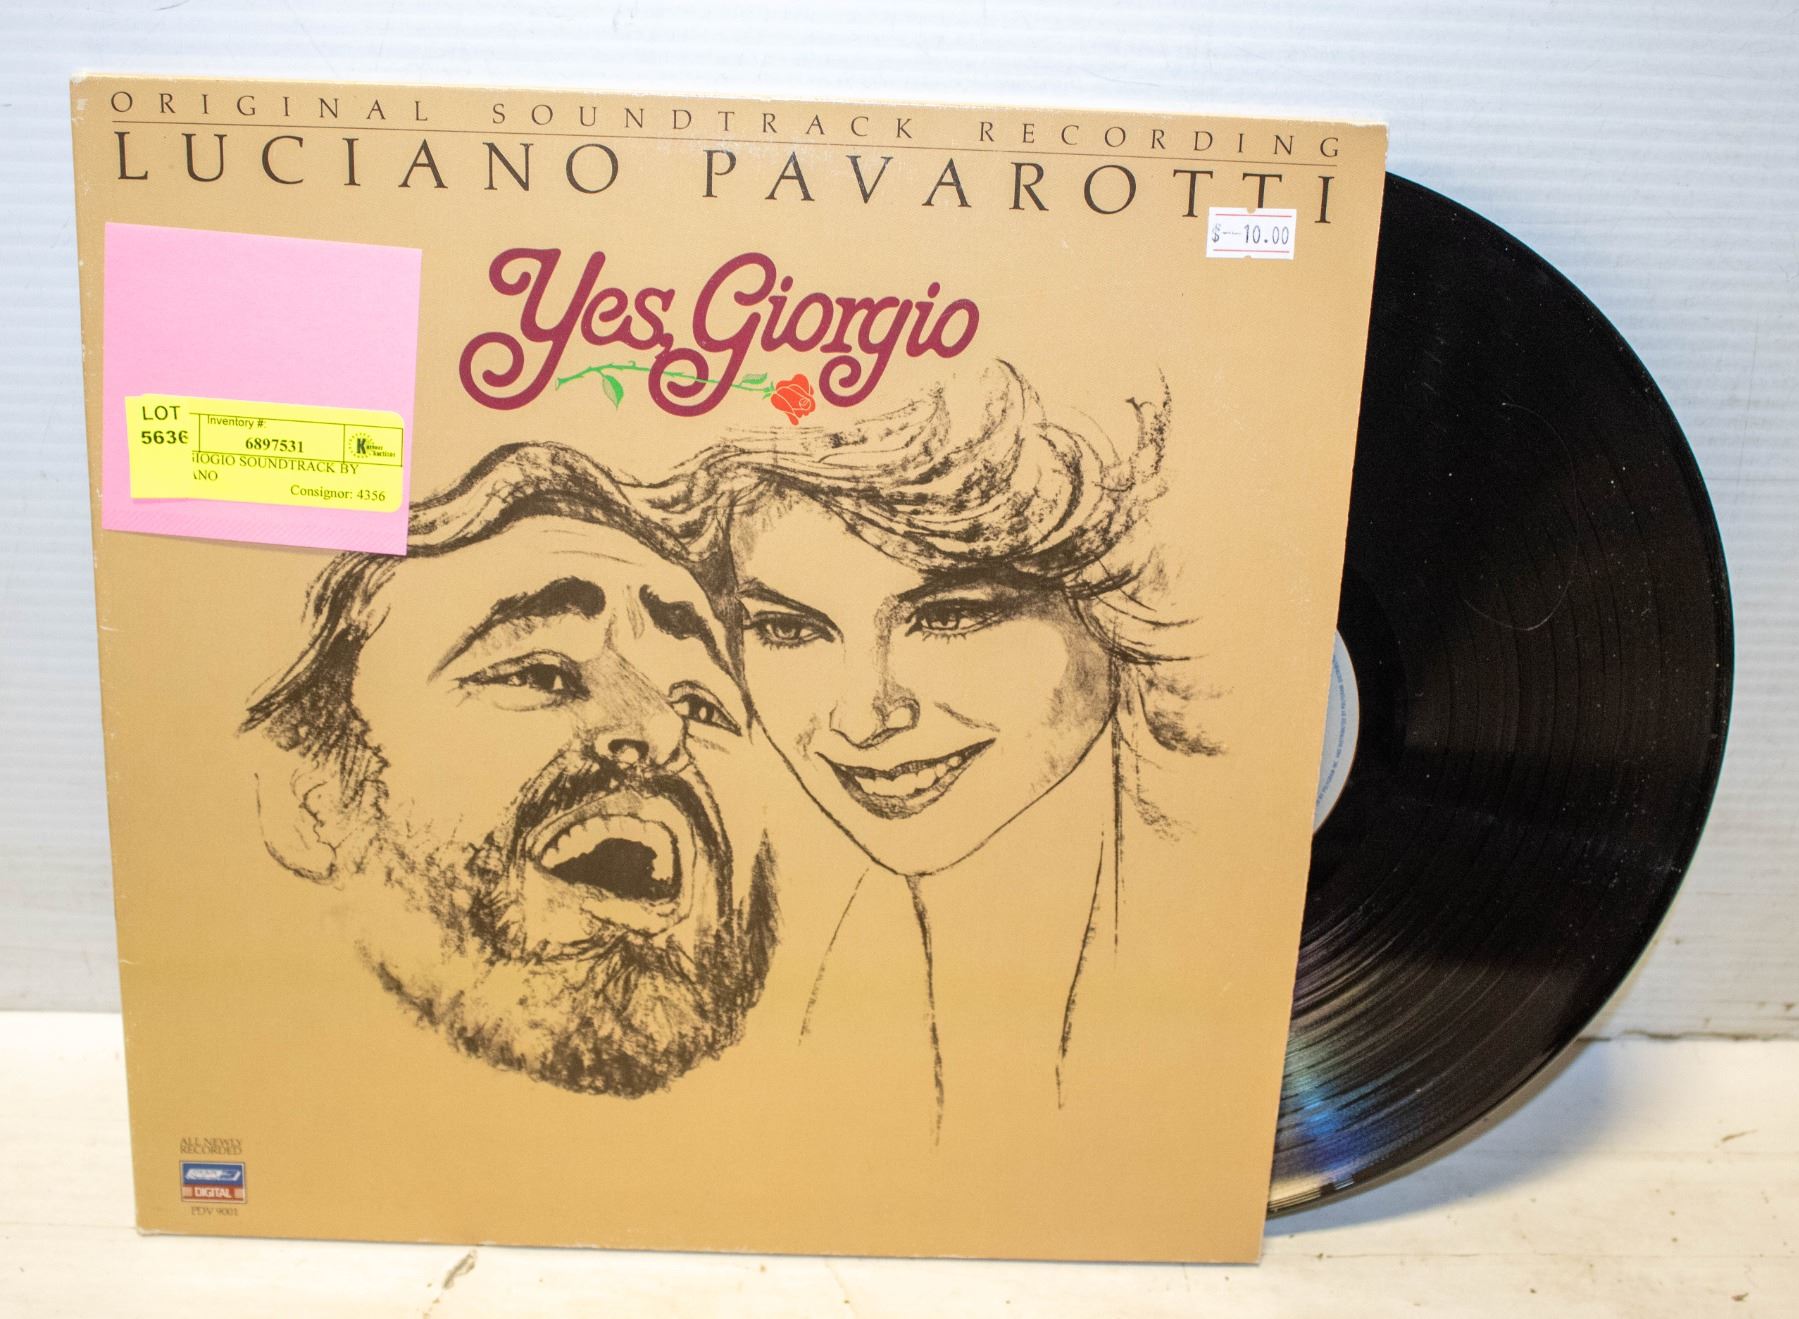 ORIGINAL SOUNDTRACK RECORDING
LUCIANO PAVAROTTI
$--10.00
Yes, Giorgio
LOT
5636
Inventory #:
6897531
IOGIO SOUNDTRACK BY
ANO
Consignor: 4356
ALL NEWLY
RECORDED
DIGITAL
PDV 9001